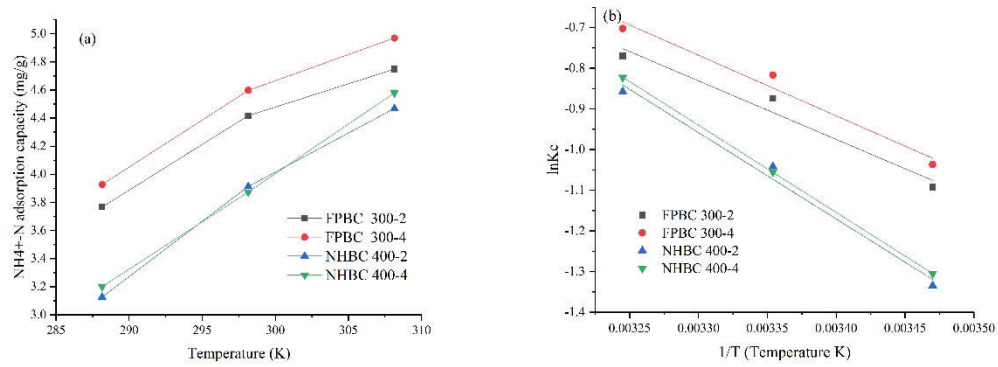 (a)
5.0
4.8
4.6
4.4
4.2
4.0
3.8
3.6
3.4
3.2
3.0
285
290
295
300
305
310
NH4+-N adsorption capacity (mg/g)
Temperature (K)
FPBC 300-2
FPBC 300-4
NHBC 400-2
NHBC 400-4
(b)
-0.7
-0.8
-0.9
-1.0
-1.1
-1.2
-1.3
-1.4
0.00325
0.00330
0.00335
0.00340
0.00345
0.00350
lnKc
1/T (Temperature K)
FPBC 300-2
FPBC 300-4
NHBC 400-2
NHBC 400-4